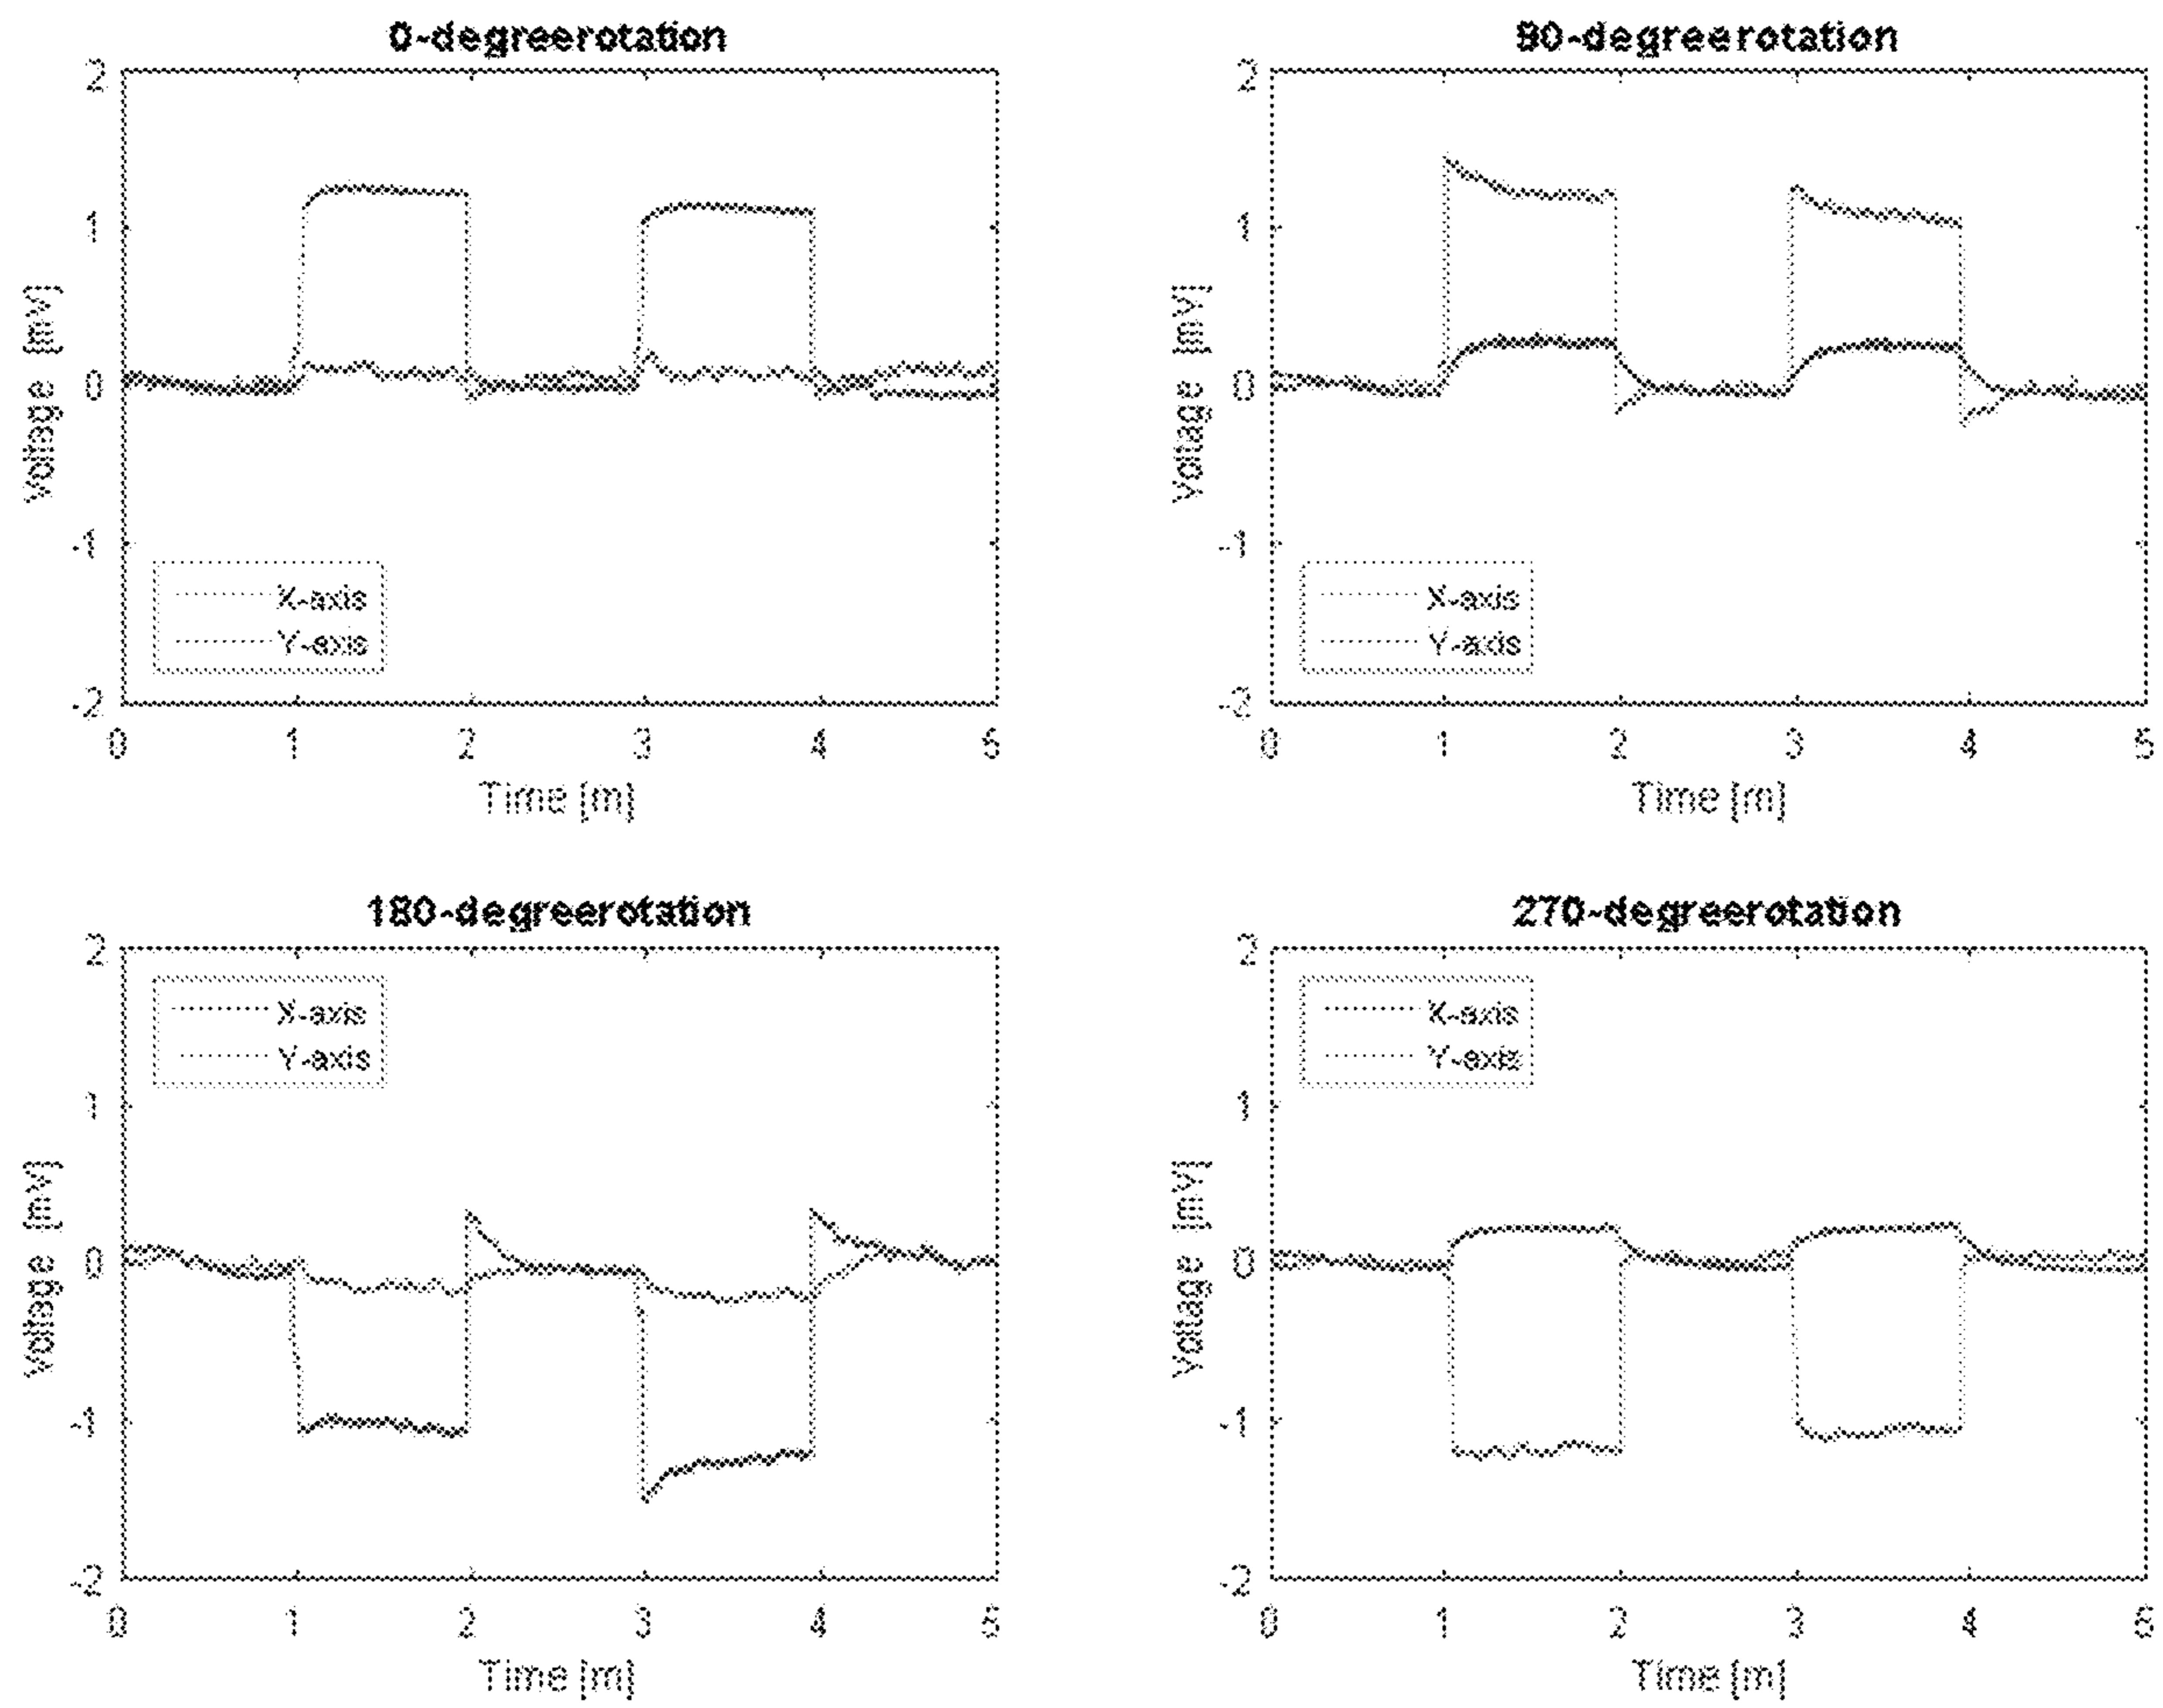 0-degreerotation
2
1
0
-1
-2
Voltage [mV]
X-axis
Y-axis
0 1 2 3 4 5
Time [m]
90-degreerotation
2
1
0
-1
-2
Voltage [mV]
X-axis
Y-axis
0 1 2 3 4 5
Time [m]
180-degreerotation
2
1
0
-1
-2
Voltage [mV]
X-axis
Y-axis
0 1 2 3 4 5
Time [m]
270-degreerotation
2
1
0
-1
-2
Voltage [mV]
X-axis
Y-axis
0 1 2 3 4 5
Time [m]